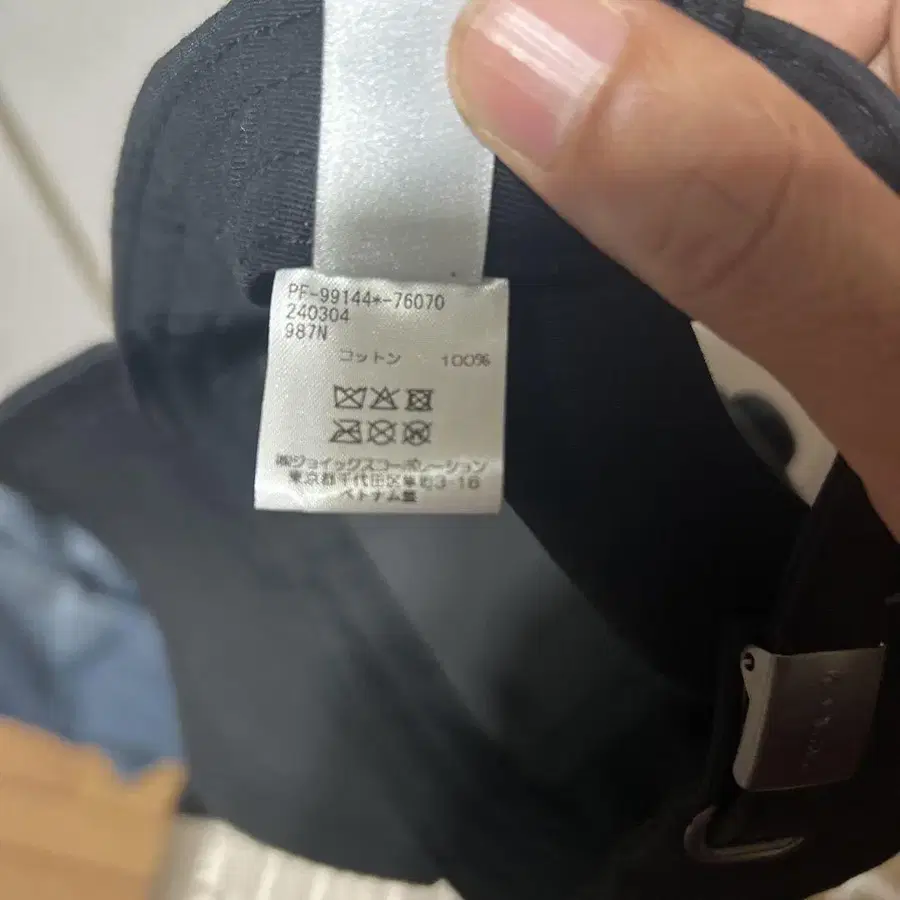 PF-99144*-76070
240304
987N
コットン 100%
㈱ジョイックスコーポレーション
東京都千代田区 3-16
ベトナム製